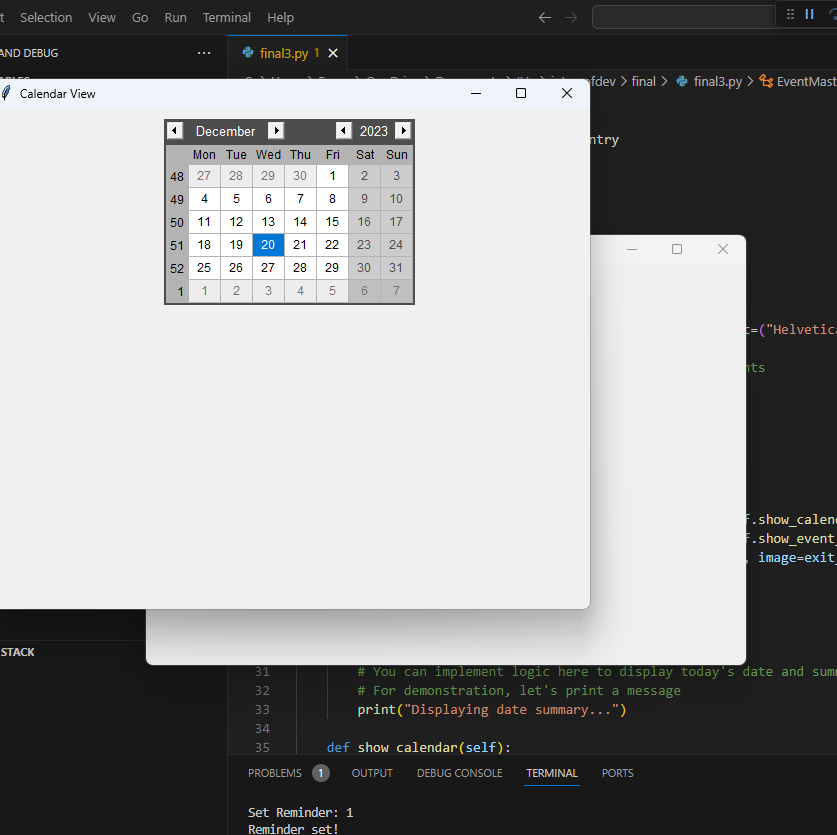 t Selection View Go Run Terminal Help
AND DEBUG ...
final3.py 1
fdev > final > final3.py > EventMast
Calendar View
ntry
December 2023
Mon Tue Wed Thu Fri Sat Sun
48 27 28 29 30 1 2 3
49 4 5 6 7 8 9 10
50 11 12 13 14 15 16 17
51 18 19 20 21 22 23 24
52 25 26 27 28 29 30 31
1 1 2 3 4 5 6 7
t=("Helvetica
nts
f.show_calend
f.show_event_
, image=exit_
STACK
31 # You can implement logic here to display today's date and summ
32 # For demonstration, let's print a message
33 print("Displaying date summary...")
34
35 def show_calendar(self):
PROBLEMS 1 OUTPUT DEBUG CONSOLE TERMINAL PORTS
Set Reminder: 1
Reminder set!